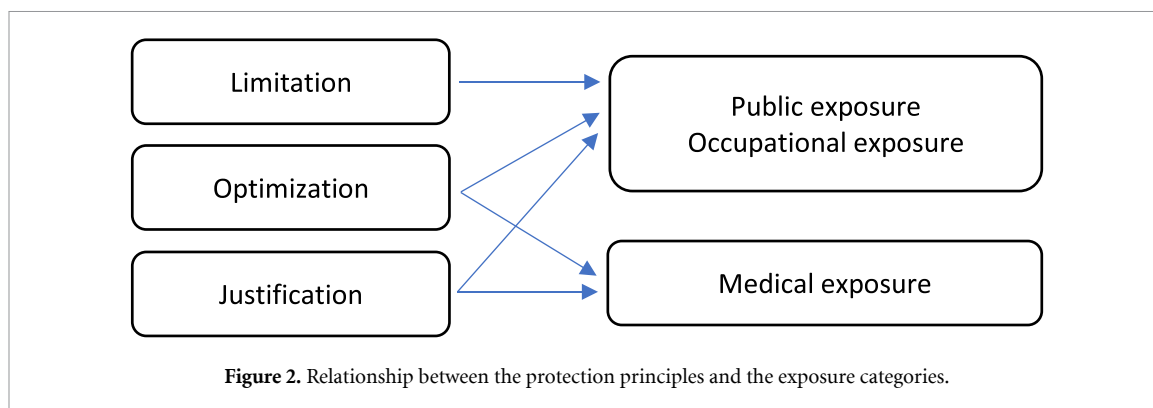 Limitation
Optimization
Justification
Public exposure
Occupational exposure
Medical exposure
Figure 2. Relationship between the protection principles and the exposure categories.